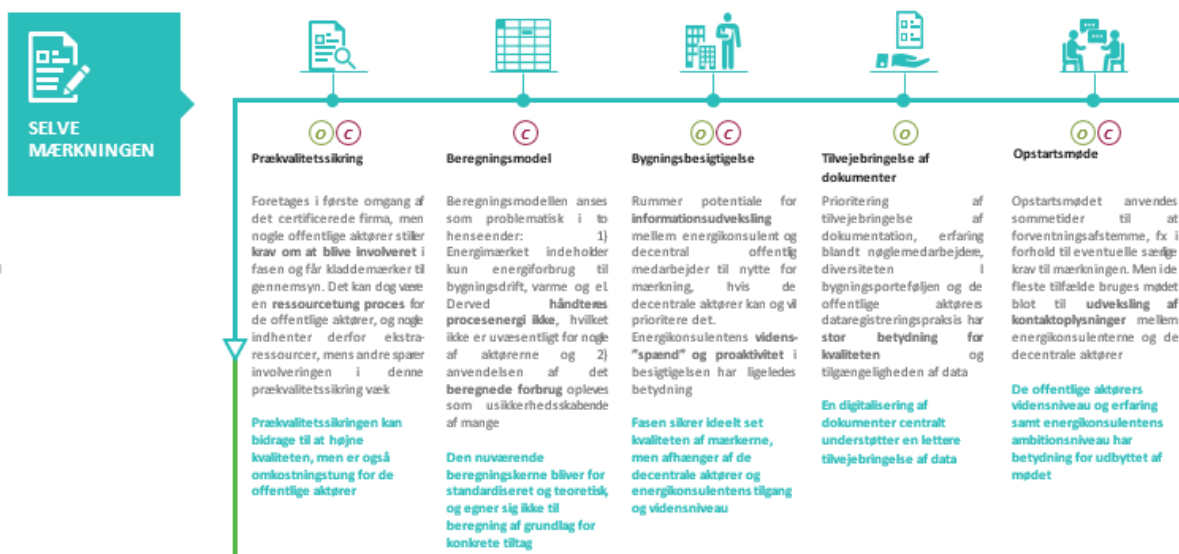 SELVE
MÆRKNINGEN
o c
Prækvalitetssikring
Foretages i første omgang af
det certificerede firma, men
nogle offentlige aktører stiller
krav om at blive involveret i
fasen og får kladdemærker til
gennemsyn. Det kan dog være
en ressourcetung proces for
de offentlige aktører, og nogle
indhenter derfor ekstra-
ressourcer, mens andre sparer
involveringen i denne
prækvalitetssikring væk
Prækvalitetssikringen kan
bidrage til at højne
kvaliteten, men er også
omkostningstung for de
offentlige aktører
c
Beregningsmodel
Beregningsmodellen anses
som problematisk i to
henseender: 1)
Energimærket indeholder
kun energiforbrug til
bygningsdrift, varme og el.
Derved håndteres
procesenergi ikke, hvilket
ikke er uvæsentligt for nogle
af aktørerne og 2)
anvendelsen af det
beregnede forbrug opleves
som usikkerhedsskabende
af mange
Den nuværende
beregningskerne bliver for
standardiseret og teoretisk,
og egner sig ikke til
beregning af grundlag for
konkrete tiltag
o c
Bygningsbesigtigelse
Rummer potentiale for
informationsudveksling
mellem energikonsulent og
decentral offentlig
medarbejder til nytte for
mærkning, hvis de
decentrale aktører kan og vil
prioritere det.
Energikonsulentens videns-
"spænd" og proaktivitet i
besigtigelsen har ligeledes
betydning
Fasen sikrer ideelt set
kvaliteten af mærkerne,
men afhænger af de
decentrale aktører og
energikonsulentens tilgang
og vidensniveau
o
Tilvejebringelse af
dokumenter
Prioritering af
tilvejebringelse af
dokumentation, erfaring
blandt nøglemedarbejdere,
diversiteten i
bygningsporteføljen og de
offentlige aktørers
dataregistreringspraksis har
stor betydning for
kvaliteten og
tilgængeligheden af data
En digitalisering af
dokumenter centralt
understøtter en lettere
tilvejebringelse af data
o c
Opstartsmøde
Opstartsmødet anvendes
sommetider til at
forventningsafstemme, fx i
forhold til eventuelle særlige
krav til mærkningen. Men i de
fleste tilfælde bruges mødet
blot til udveksling af
kontaktoplysninger mellem
energikonsulenterne og de
decentrale aktører
De offentlige aktørers
vidensniveau og erfaring
samt energikonsulentens
ambitionsniveau har
betydning for udbyttet af
mødet